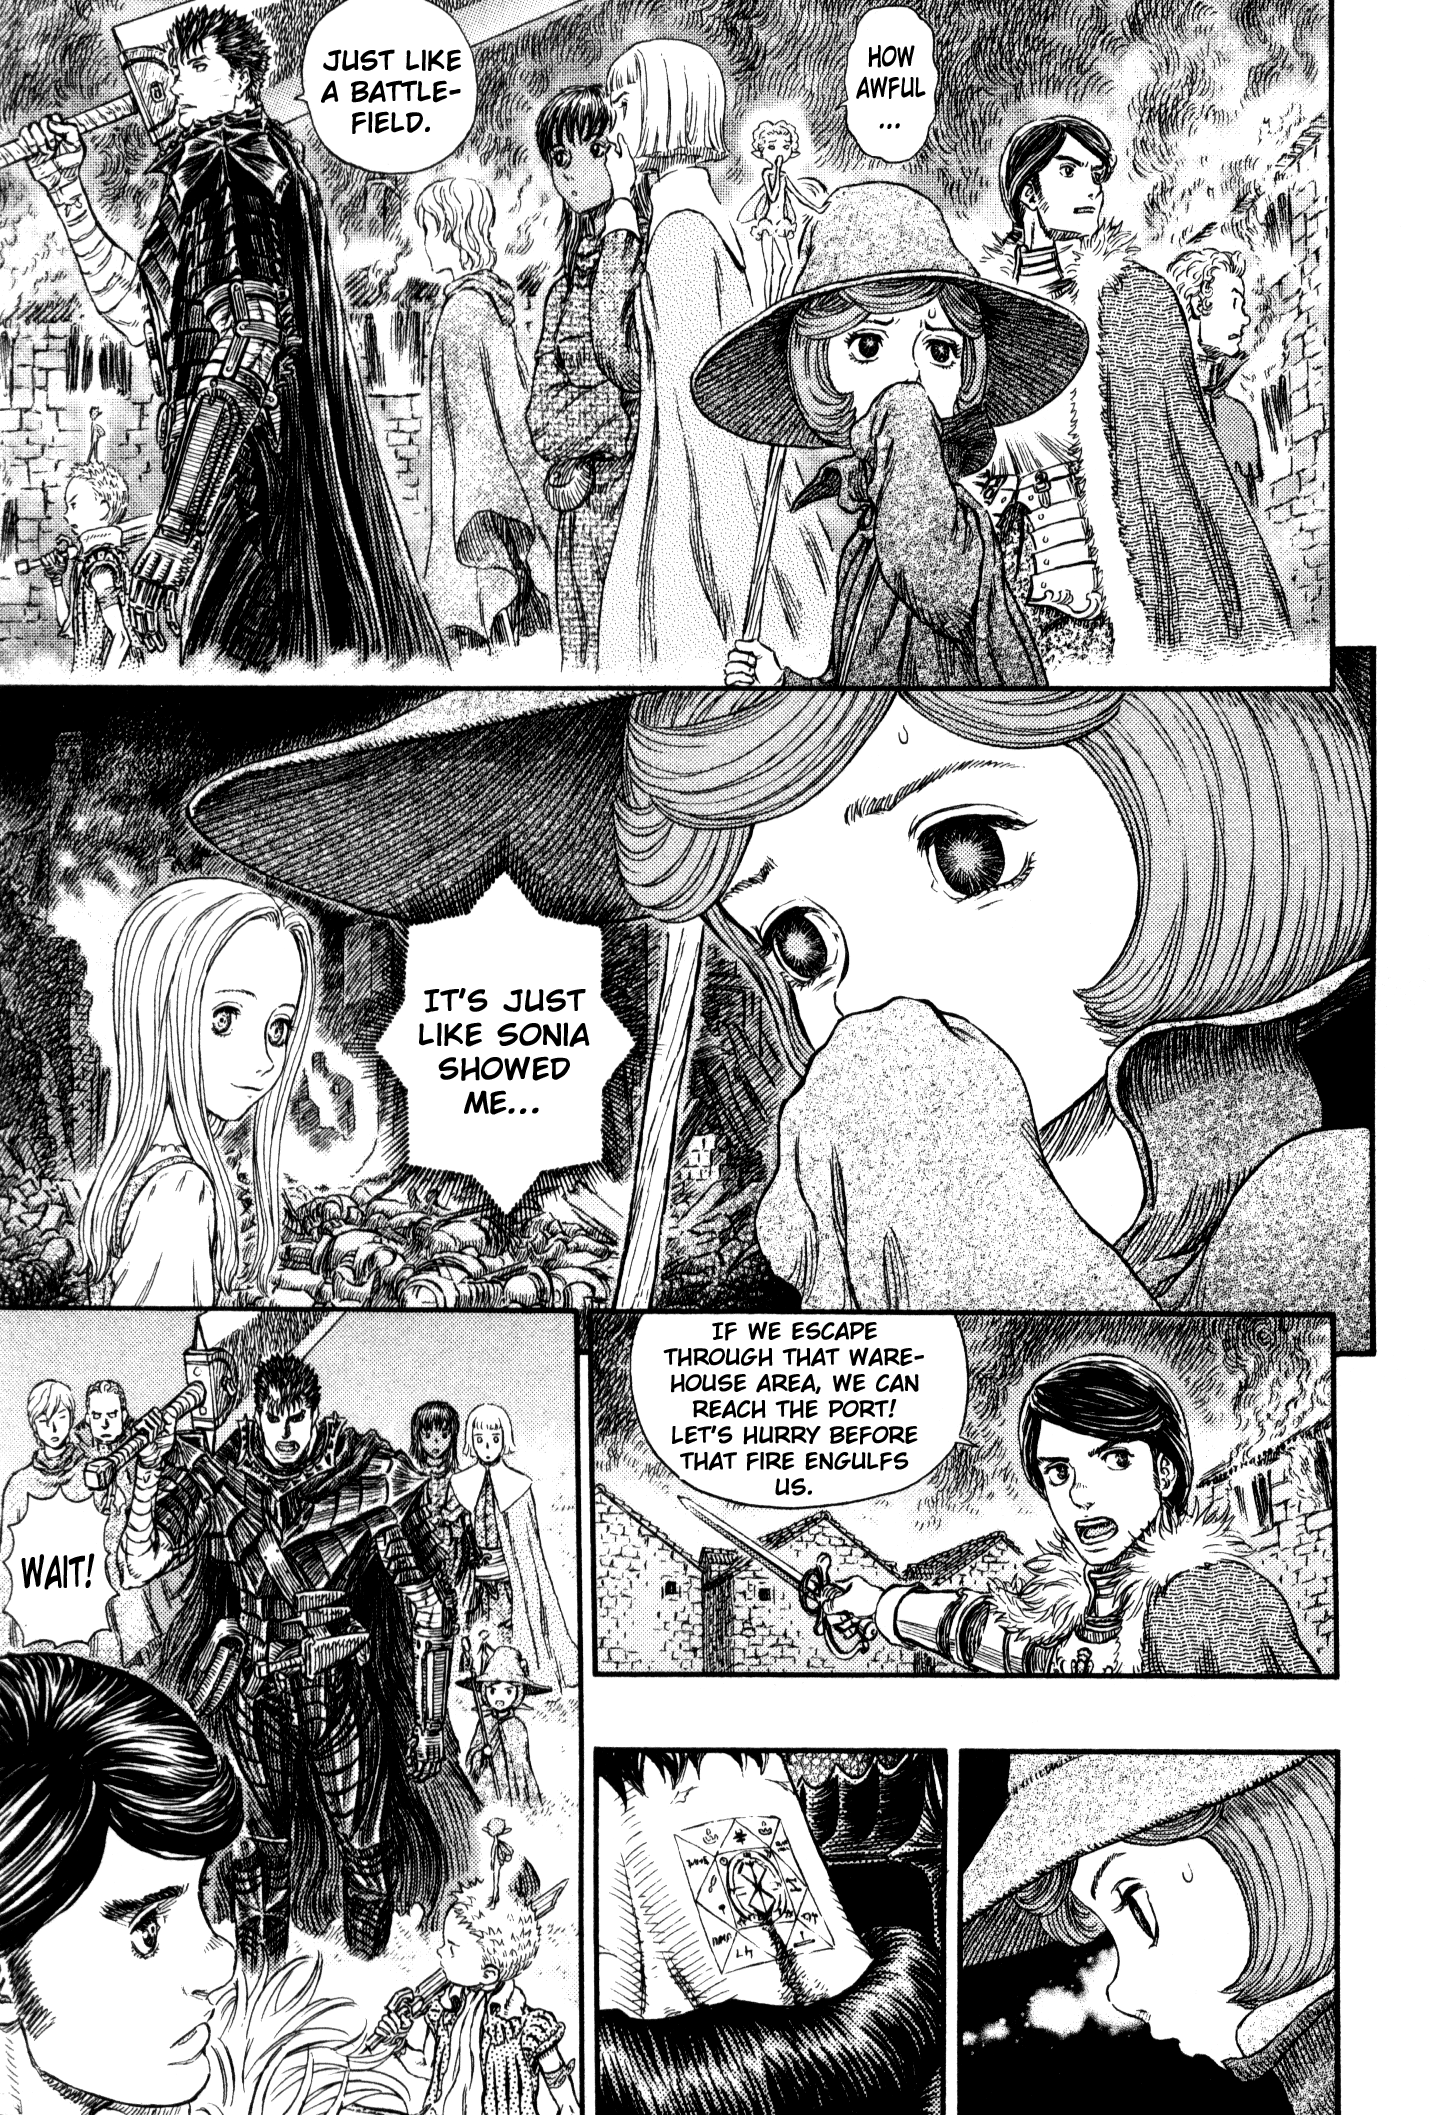 HOW
AWFUL
...
JUST LIKE
A BATTLE-
FIELD.
IT'S JUST
LIKE SONIA
SHOWED
ME...
IF WE ESCAPE
THROUGH THAT WARE-
HOUSE AREA, WE CAN
REACH THE PORT!
LET'S HURRY BEFORE
THAT FIRE ENGULFS
US.
WAIT!